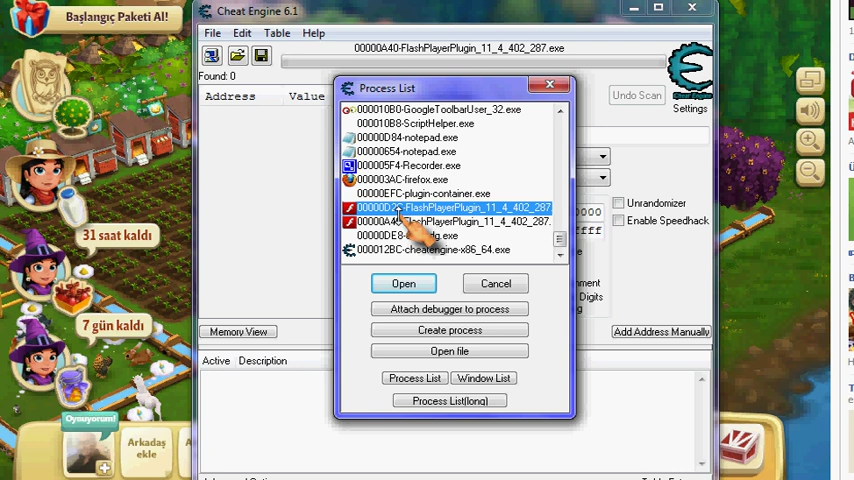 Başlangıç Paketi Al!
Cheat Engine 6.1
File Edit Table Help
00000A40-FlashPlayerPlugin_11_4_402_287.exe
Found: 0
Address Value
Undo Scan
Settings
Process List
000010B0-GoogleToolbarUser_32.exe
000010B8-ScriptHelper.exe
00000D84-notepad.exe
00000654-notepad.exe
000005F4-Recorder.exe
000003AC-firefox.exe
00000EFC-plugin-container.exe
FlashPlayerPlugin_11_4_402_287.
FlashPlayerPlugin_11_4_402_287.
000012BC-cheatengine-x86_64.exe
Unrandomizer
Enable Speedhack
31 saat kaldı
7 gün kaldı
Open Cancel
Digits
Attach debugger to process
Create process
Open file
Memory View
Add Address Manually
Active Description
Process List Window List
Process List(long)
Oynuyorum!
Arkadaş
ekle